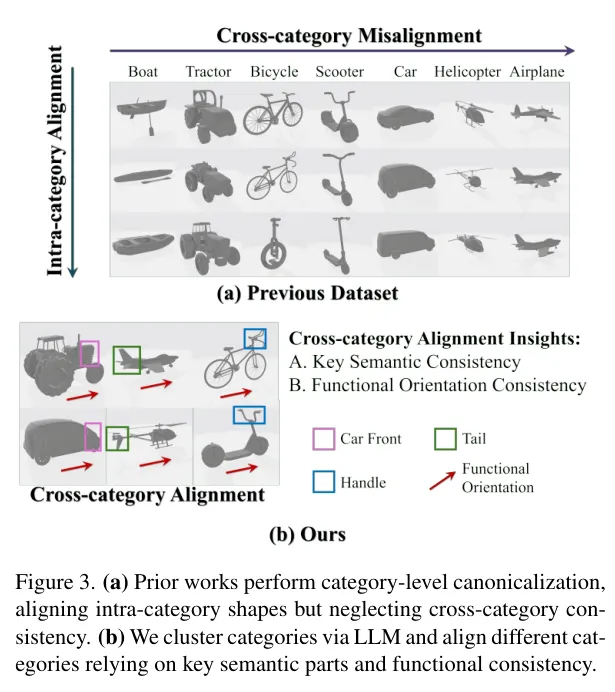 Cross-category Misalignment
Intra-category Alignment
Boat Tractor Bicycle Scooter Car Helicopter Airplane
(a) Previous Dataset
Cross-category Alignment Insights:
A. Key Semantic Consistency
B. Functional Orientation Consistency
Car Front
Tail
Handle
Functional
Orientation
Cross-category Alignment
(b) Ours
Figure 3. (a) Prior works perform category-level canonicalization,
aligning intra-category shapes but neglecting cross-category con-
sistency. (b) We cluster categories via LLM and align different cat-
egories relying on key semantic parts and functional consistency.